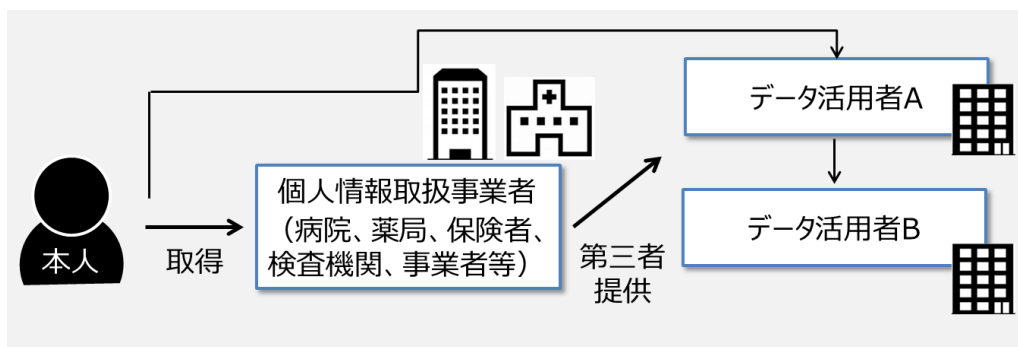 本人
取得
個人情報取扱事業者
（病院、薬局、保険者、
検査機関、事業者等）
第三者
提供
データ活用者A
データ活用者B